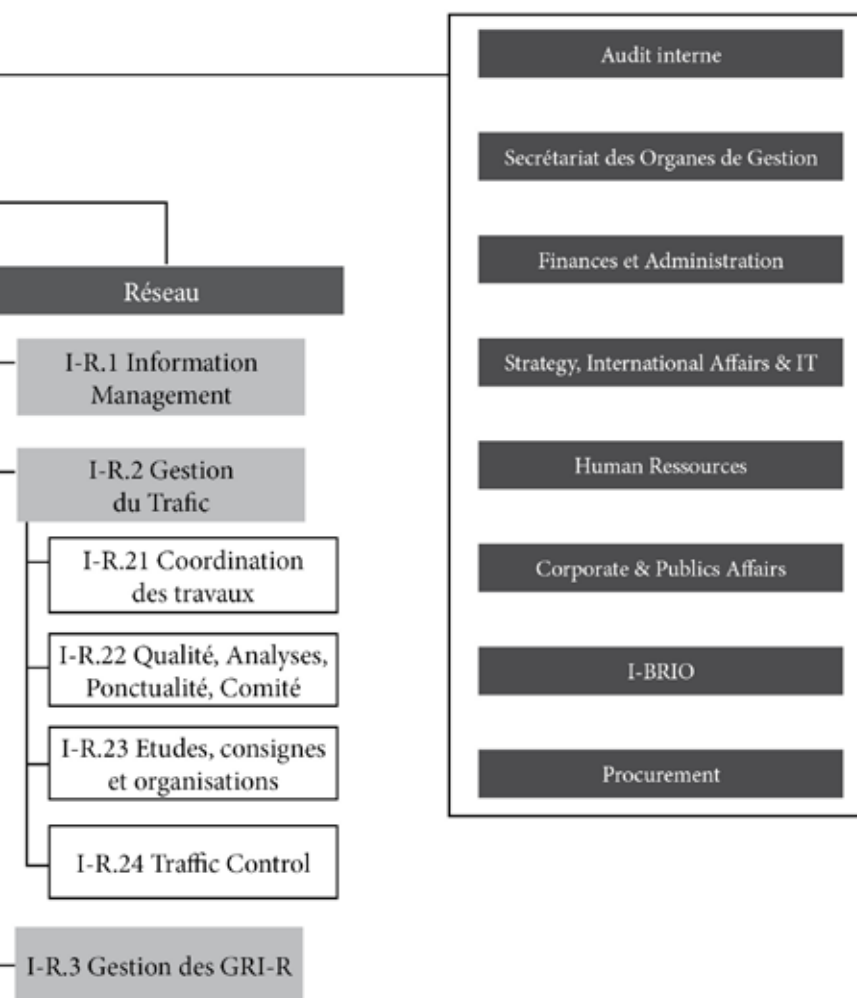 Réseau
I-R.1 Information
Management
I-R.2 Gestion
du Trafic
I-R.21 Coordination
des travaux
I-R.22 Qualité, Analyses,
Ponctualité, Comité
I-R.23 Etudes, consignes
et organisations
I-R.24 Traffic Control
I-R.3 Gestion des GRI-R
Audit interne
Secrétariat des Organes de Gestion
Finances et Administration
Strategy, International Affairs & IT
Human Ressources
Corporate & Publics Affairs
I-BRIO
Procurement